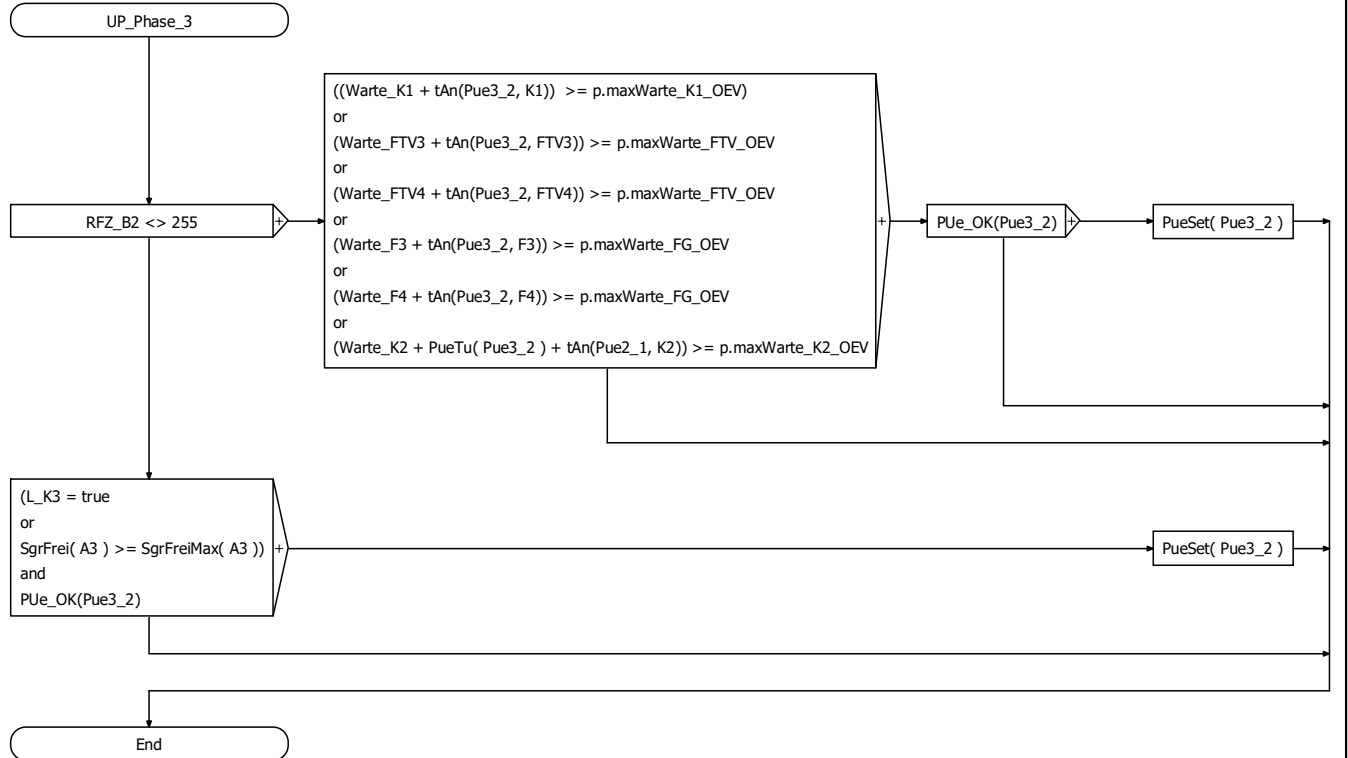 UP_Phase_3
RFZ_B2 <> 255
+
((Warte_K1 + tAn(Pue3_2, K1))  >= p.maxWarte_K1_OEV)
or
(Warte_FTV3 + tAn(Pue3_2, FTV3)) >= p.maxWarte_FTV_OEV
or
(Warte_FTV4 + tAn(Pue3_2, FTV4)) >= p.maxWarte_FTV_OEV
or
(Warte_F3 + tAn(Pue3_2, F3)) >= p.maxWarte_FG_OEV
or
(Warte_F4 + tAn(Pue3_2, F4)) >= p.maxWarte_FG_OEV
or
(Warte_K2 + PueTu( Pue3_2 ) + tAn(Pue2_1, K2)) >= p.maxWarte_K2_OEV
+
PUe_OK(Pue3_2)
+
PueSet( Pue3_2 )
(L_K3 = true
or
SgrFrei( A3 ) >= SgrFreiMax( A3 ))
and
PUe_OK(Pue3_2)
+
PueSet( Pue3_2 )
End